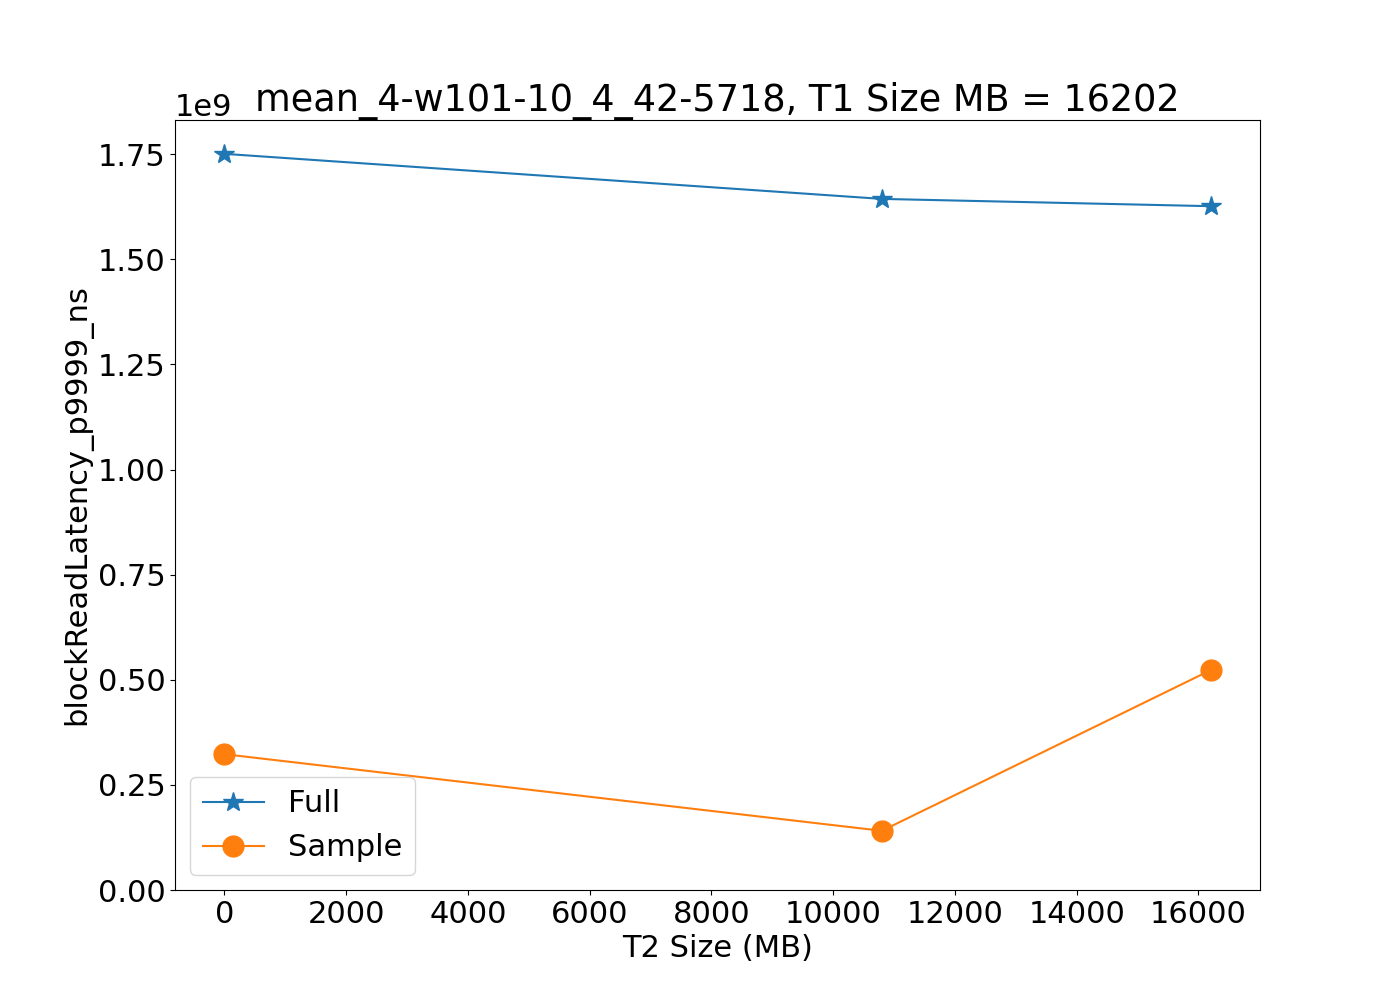 1e9
mean_4-w101-10_4_42-5718, T1 Size MB = 16202
1.75
1.50
1.25
1.00
0.75
0.50
0.25
0.00
blockReadLatency_p9999_ns
Full
Sample
0 2000 4000 6000 8000 10000 12000 14000 16000
T2 Size (MB)